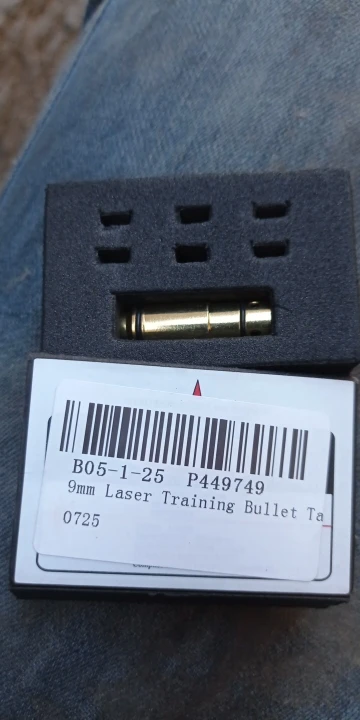 B05-1-25 P449749
9mm Laser Training Bullet Ta
0725